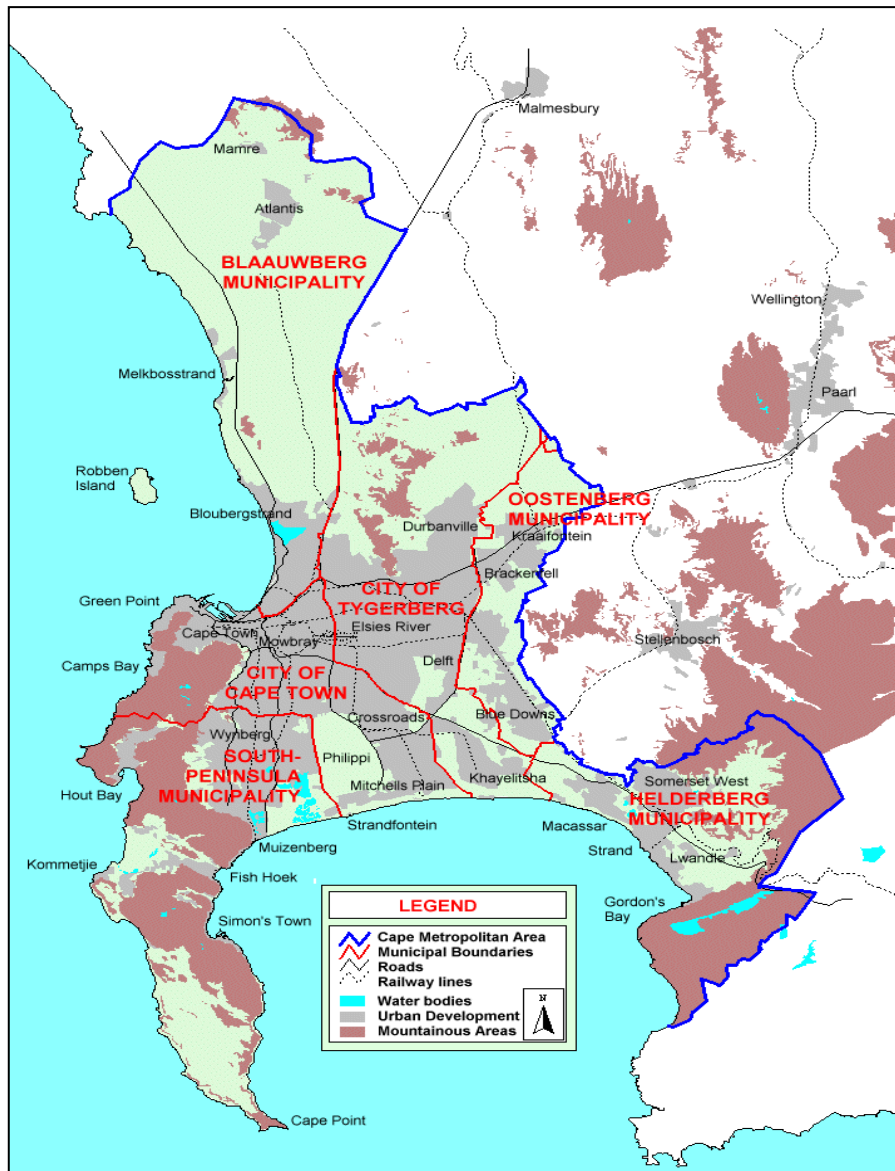 Malmesbury
Mamre
Atlantis
BLAAUWBERG
MUNICIPALITY
Wellington
Melkbosstrand
Paarl
Robben
Island
OOSTENBERG
MUNICIPALITY
Bloubergstrand
Durbanville
Kraaifontein
Brackenfell
CITY OF
TYGERBERG
Green Point
Cape Town
Mowbray
Elsies River
Stellenbosch
Camps Bay
Delft
CITY OF
CAPE TOWN
Crossroads
Blue Downs
Wynberg
SOUTH-
PENINSULA
MUNICIPALITY
Philippi
Mitchells Plain
Khayelitsha
Somerset West
HELDERBERG
MUNICIPALITY
Hout Bay
Strandfontein
Macassar
Muizenberg
Strand
Lwandle
Kommetjie
Fish Hoek
Gordon's
Bay
Simon's Town
LEGEND
Cape Metropolitan Area
Municipal Boundaries
Roads
Railway lines
Water bodies
Urban Development
Mountainous Areas
N
Cape Point